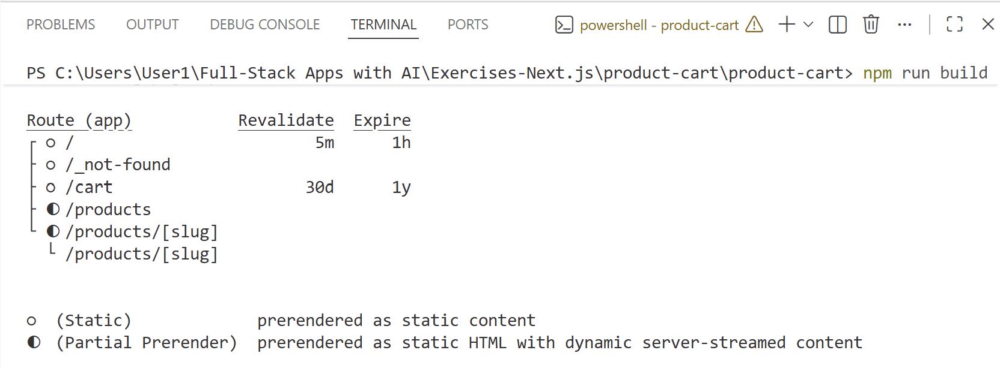 PROBLEMS OUTPUT DEBUG CONSOLE TERMINAL PORTS powershell - product-cart
PS C:\Users\User1\Full-Stack Apps with AI\Exercises-Next.js\product-cart\product-cart> npm run build
Route (app) Revalidate Expire
┌ ○ / 5m 1h
├ ○ /_not-found
├ ○ /cart 30d 1y
├ ◐ /products
└ ◐ /products/[slug]
└ /products/[slug]
○ (Static) prerendered as static content
◐ (Partial Prerender) prerendered as static HTML with dynamic server-streamed content